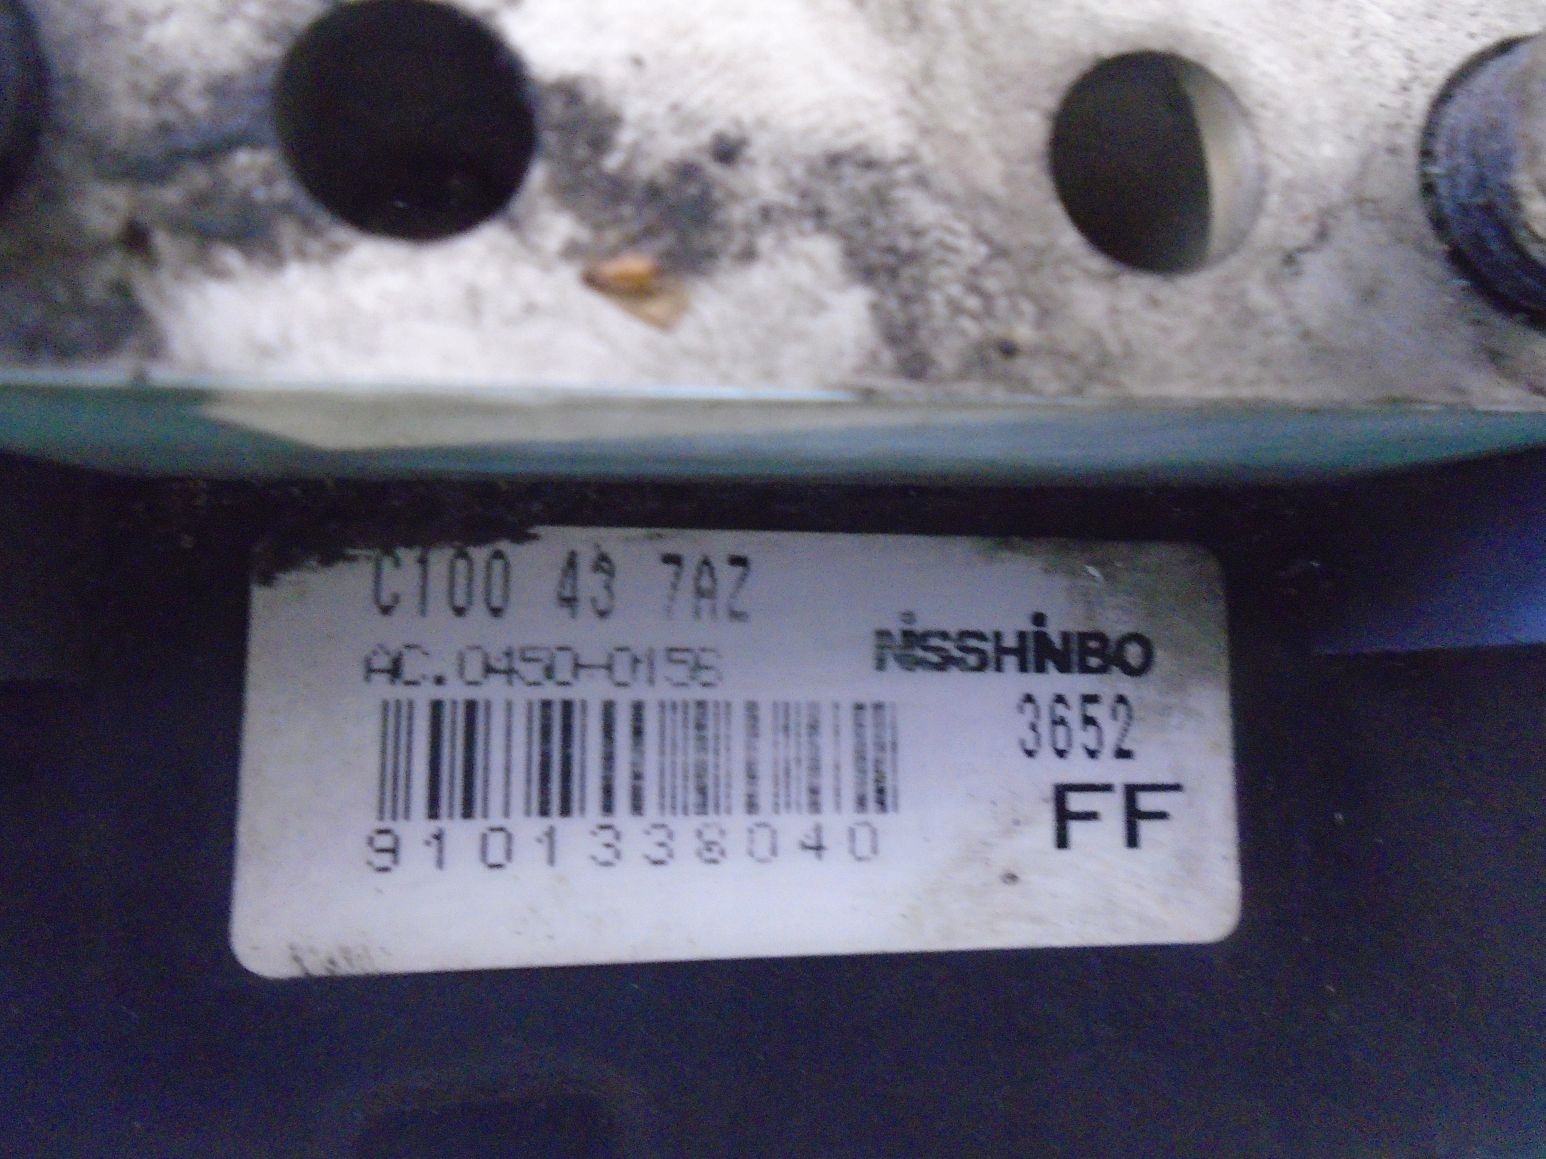 C100 43 7AZ
AC.0450-0156
NISSHINBO
3652
FF
9101338040